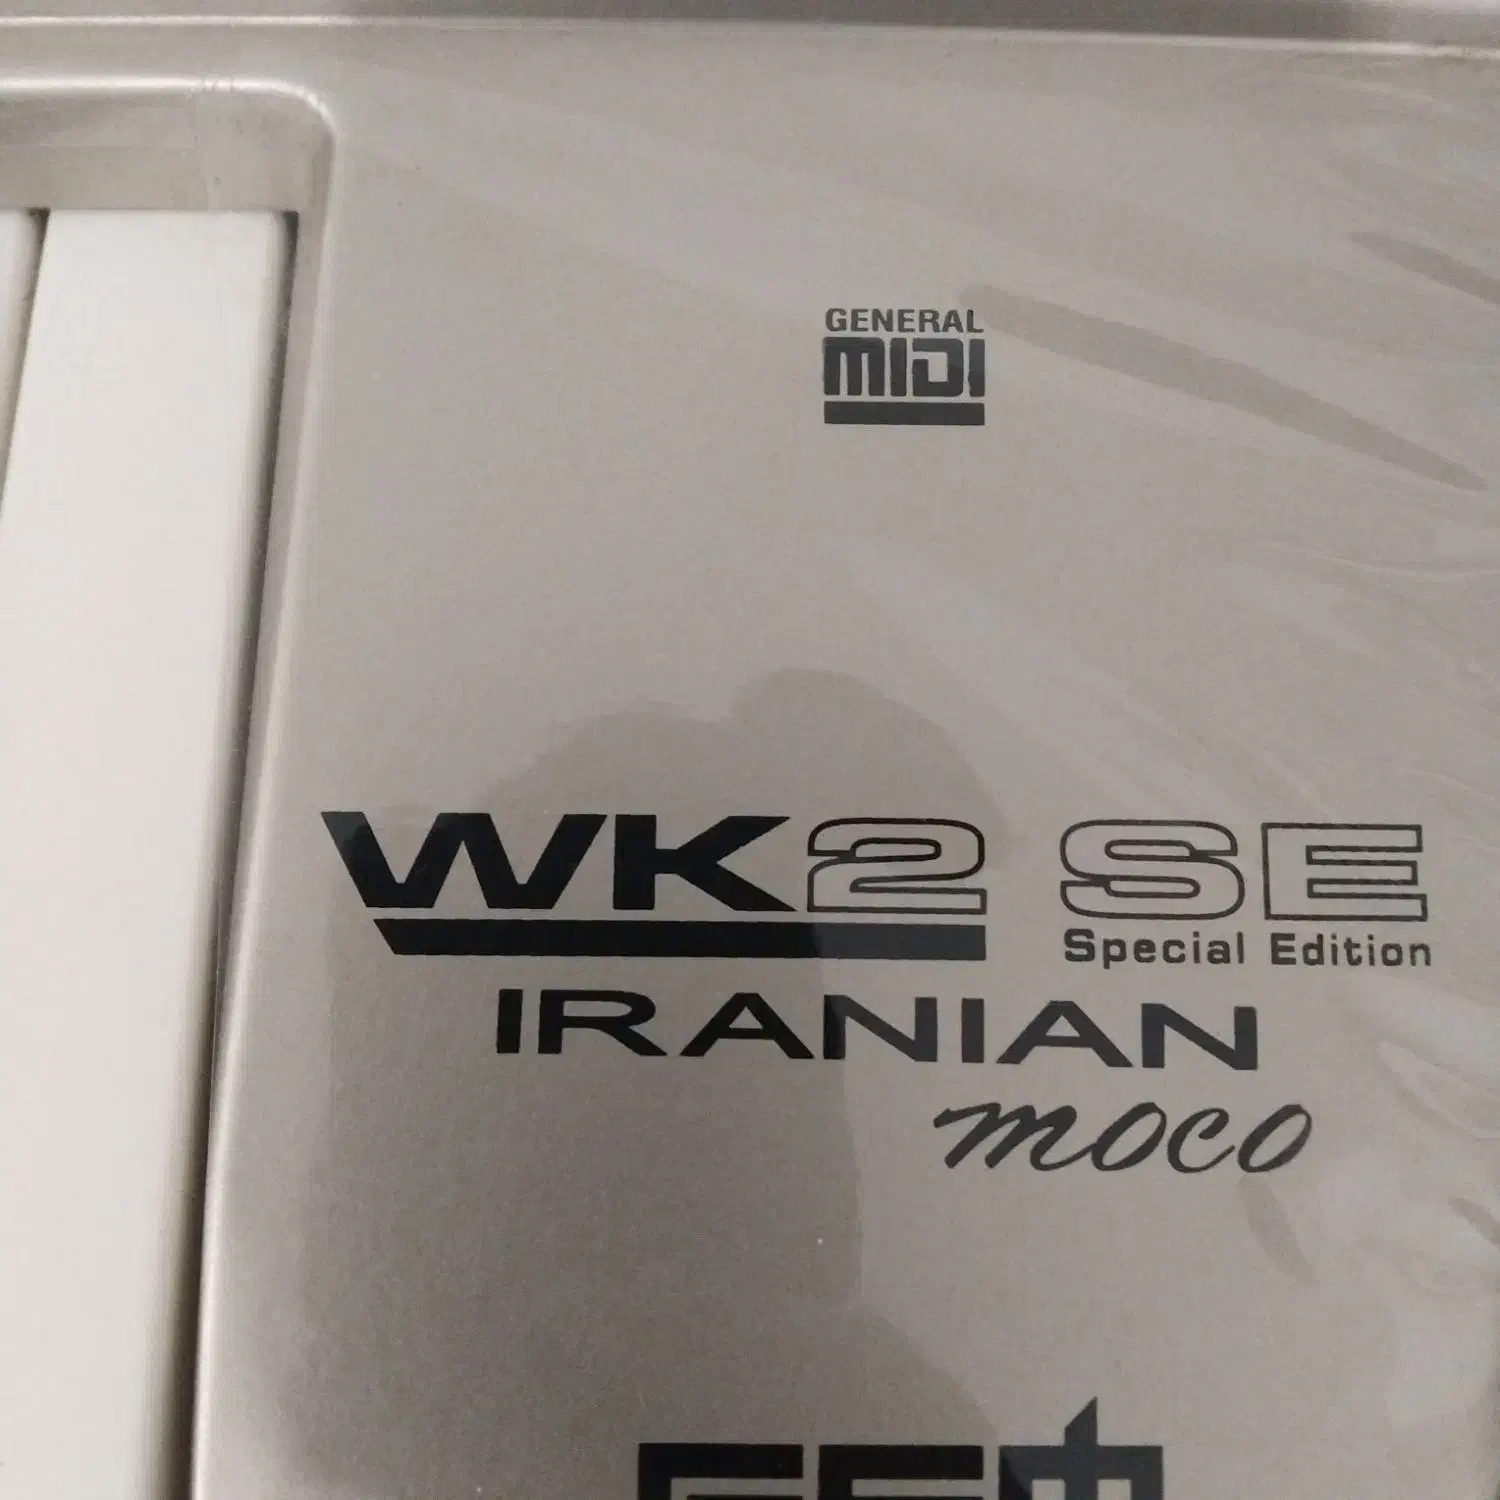 GENERAL
MIDI
WK2 SE
Special Edition
IRANIAN
moco